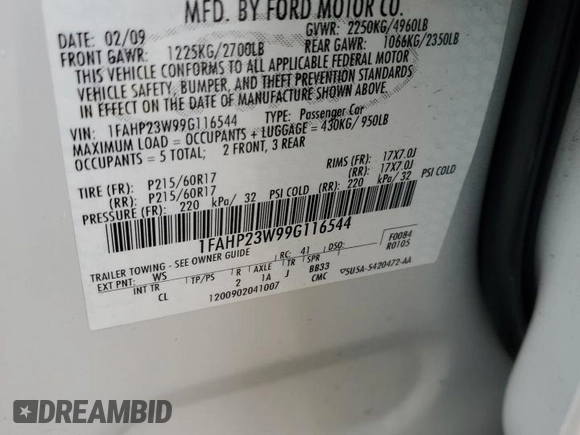 MFD. BY FORD MOTOR CO.
DATE: 02/09 GVWR: 2250KG/4960LB
FRONT GAWR: 1225KG/2700LB REAR GAWR: 1066KG/2350LB
THIS VEHICLE CONFORMS TO ALL APPLICABLE FEDERAL MOTOR
VEHICLE SAFETY, BUMPER, AND THEFT PREVENTION STANDARDS
IN EFFECT ON THE DATE OF MANUFACTURE SHOWN ABOVE.
VIN: 1FAHP23W99G116544 TYPE: Passenger Car
MAXIMUM LOAD = OCCUPANTS + LUGGAGE = 430KG/950LB
OCCUPANTS = 5 TOTAL; 2 FRONT, 3 REAR
TIRE (FR): P215/60R17 RIMS (FR): 17X7.0J
(RR): P215/60R17 (RR): 17X7.0J
PRESSURE (FR): 220 kPa/ 32 PSI COLD (RR): 220 kPa/ 32 PSI COLD
1FAHP23W99G116544
TRAILER TOWING - SEE OWNER GUIDE RC: 41 DSO: F0084
R0105
EXT PNT: WS INT TR TP/PS R AXLE TR SPR
CL 2 1A J BB33
CMC
1200902041007 5U5A-5420472-AA
DREAMBID